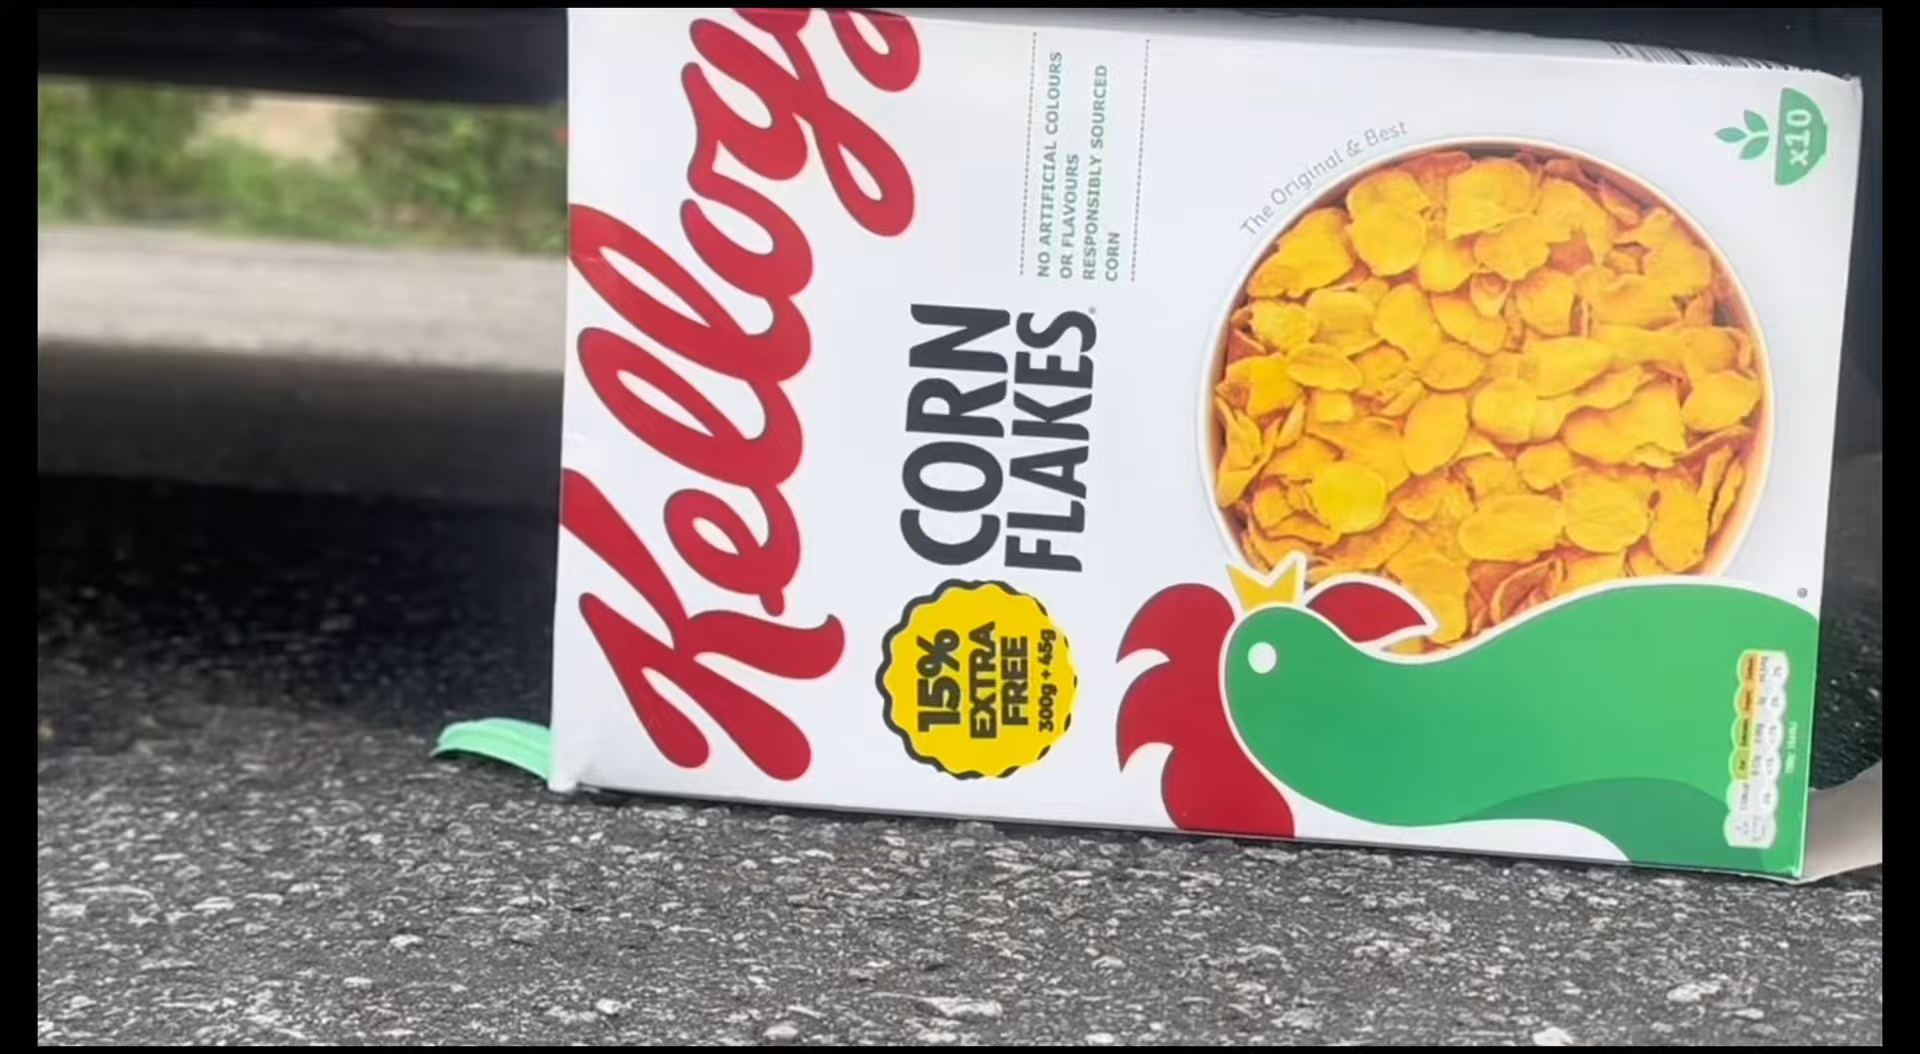 Kellogg
CORN
FLAKES®
NO ARTIFICIAL COLOURS
OR FLAVOURS
RESPONSIBLY SOURCED
CORN
15%
EXTRA
FREE
300g + 45g
The Original & Best
x10